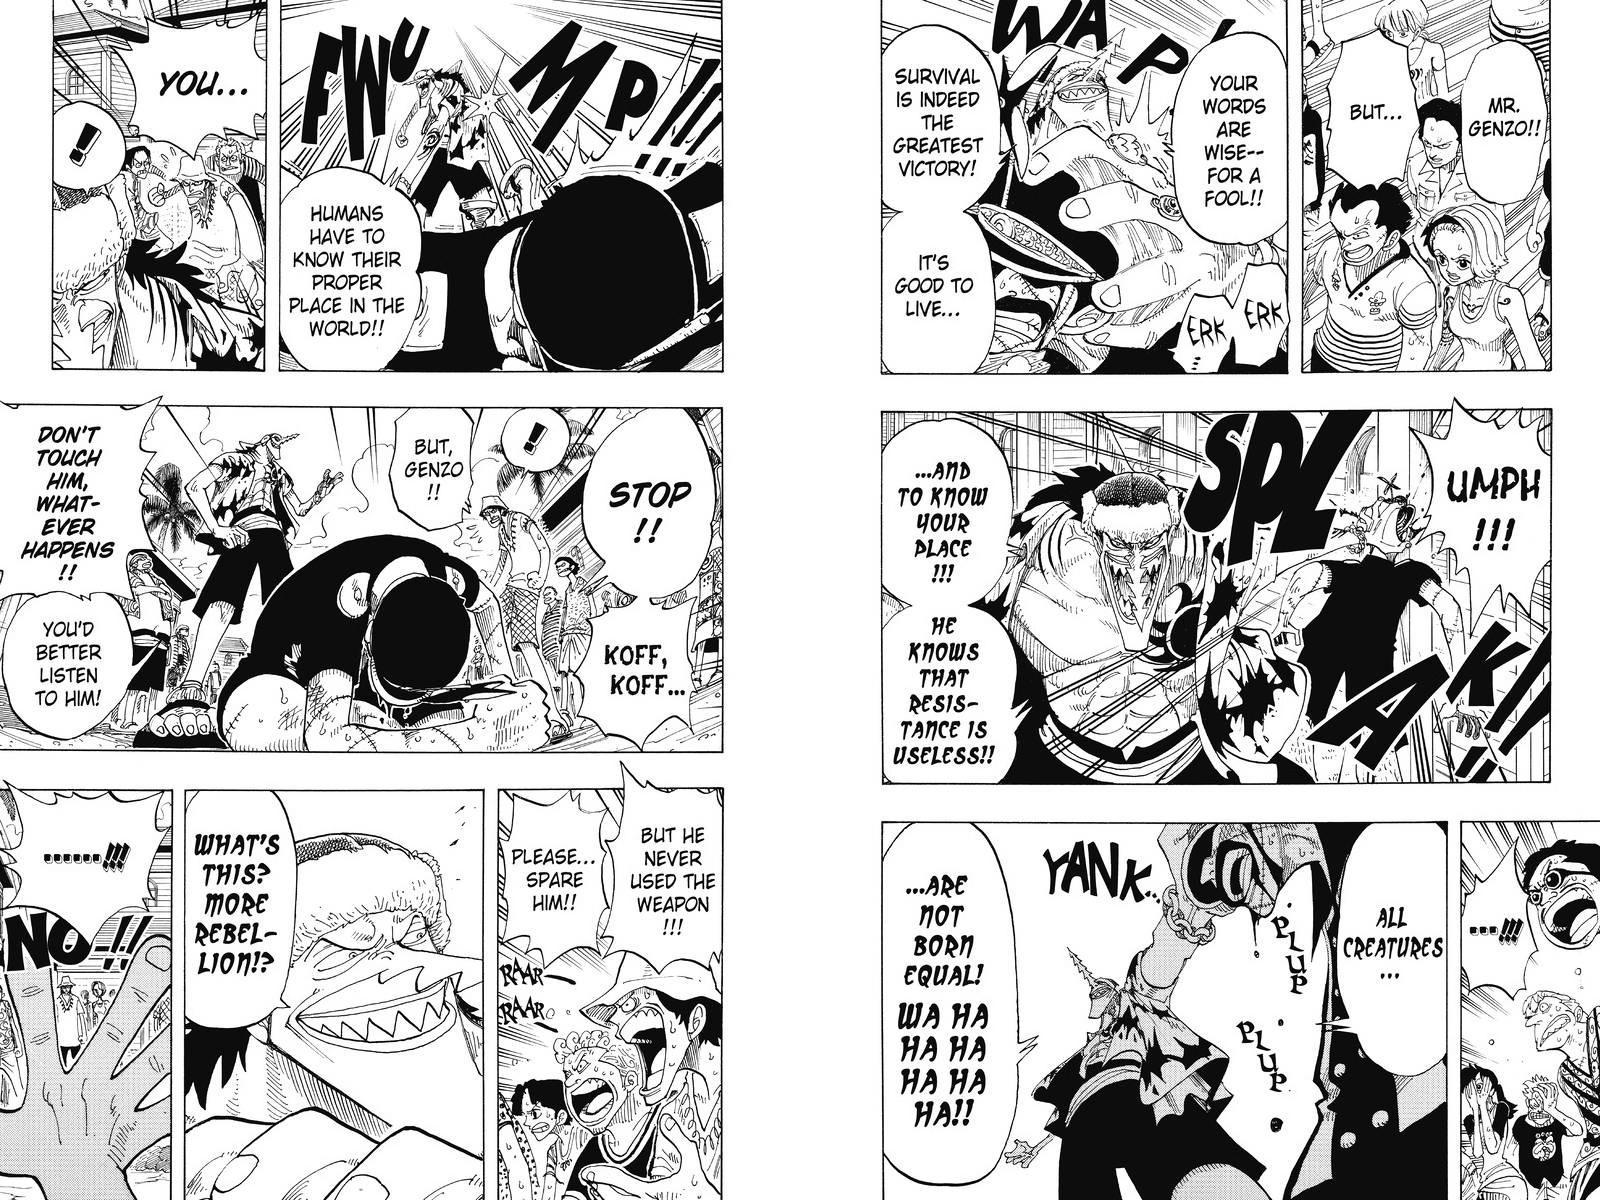 MR.
GENZO!!
BUT...
WAP!
YOUR
WORDS
ARE
WISE--
FOR A
FOOL!!
SURVIVAL
IS INDEED
THE
GREATEST
VICTORY!
IT'S
GOOD TO
LIVE...
ERK
ERK
UMPH
!!!
SPLAAK!!
...AND
TO KNOW
YOUR
PLACE
!!!
HE
KNOWS
THAT
RESIS-
TANCE IS
USELESS!!
...!!!
ALL
CREATURES
...
YANK..
PLUP
PLUP
...ARE
NOT
BORN
EQUAL!
WA HA
HA HA
HA HA
HA!!
FWUMP!!!
HUMANS
HAVE TO
KNOW THEIR
PROPER
PLACE IN THE
WORLD!!
YOU...
!
STOP
!!
KOFF,
KOFF...
!
BUT,
GENZO
!!
DON'T
TOUCH
HIM,
WHAT-
EVER
HAPPENS
!!
YOU'D
BETTER
LISTEN
TO HIM!
BUT HE
NEVER
USED THE
WEAPON
!!!
PLEASE...
SPARE
HIM!!
RAAR
RAAR
WHAT'S
THIS?
MORE
REBEL-
LION!?
......!!!
NO--!!